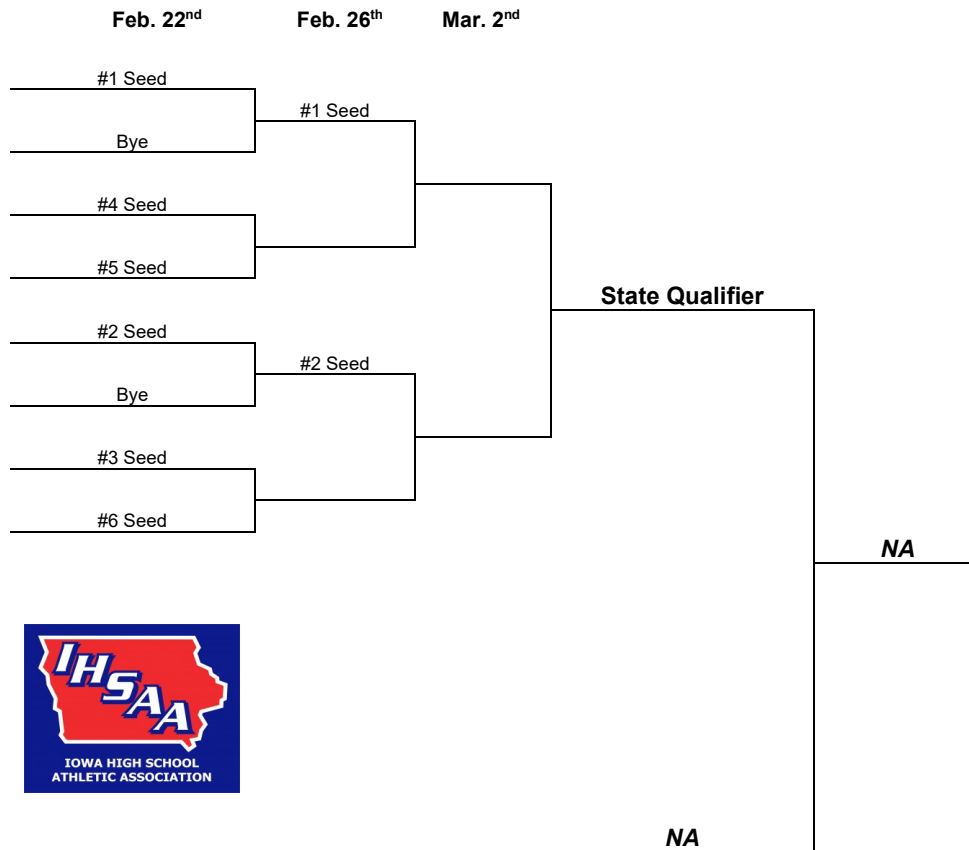 Feb. 22nd Feb. 26th Mar. 2nd
#1 Seed
#1 Seed
Bye
#4 Seed
#5 Seed
State Qualifier
#2 Seed
#2 Seed
Bye
#3 Seed
#6 Seed
NA
IHSAA
IOWA HIGH SCHOOL
ATHLETIC ASSOCIATION
NA